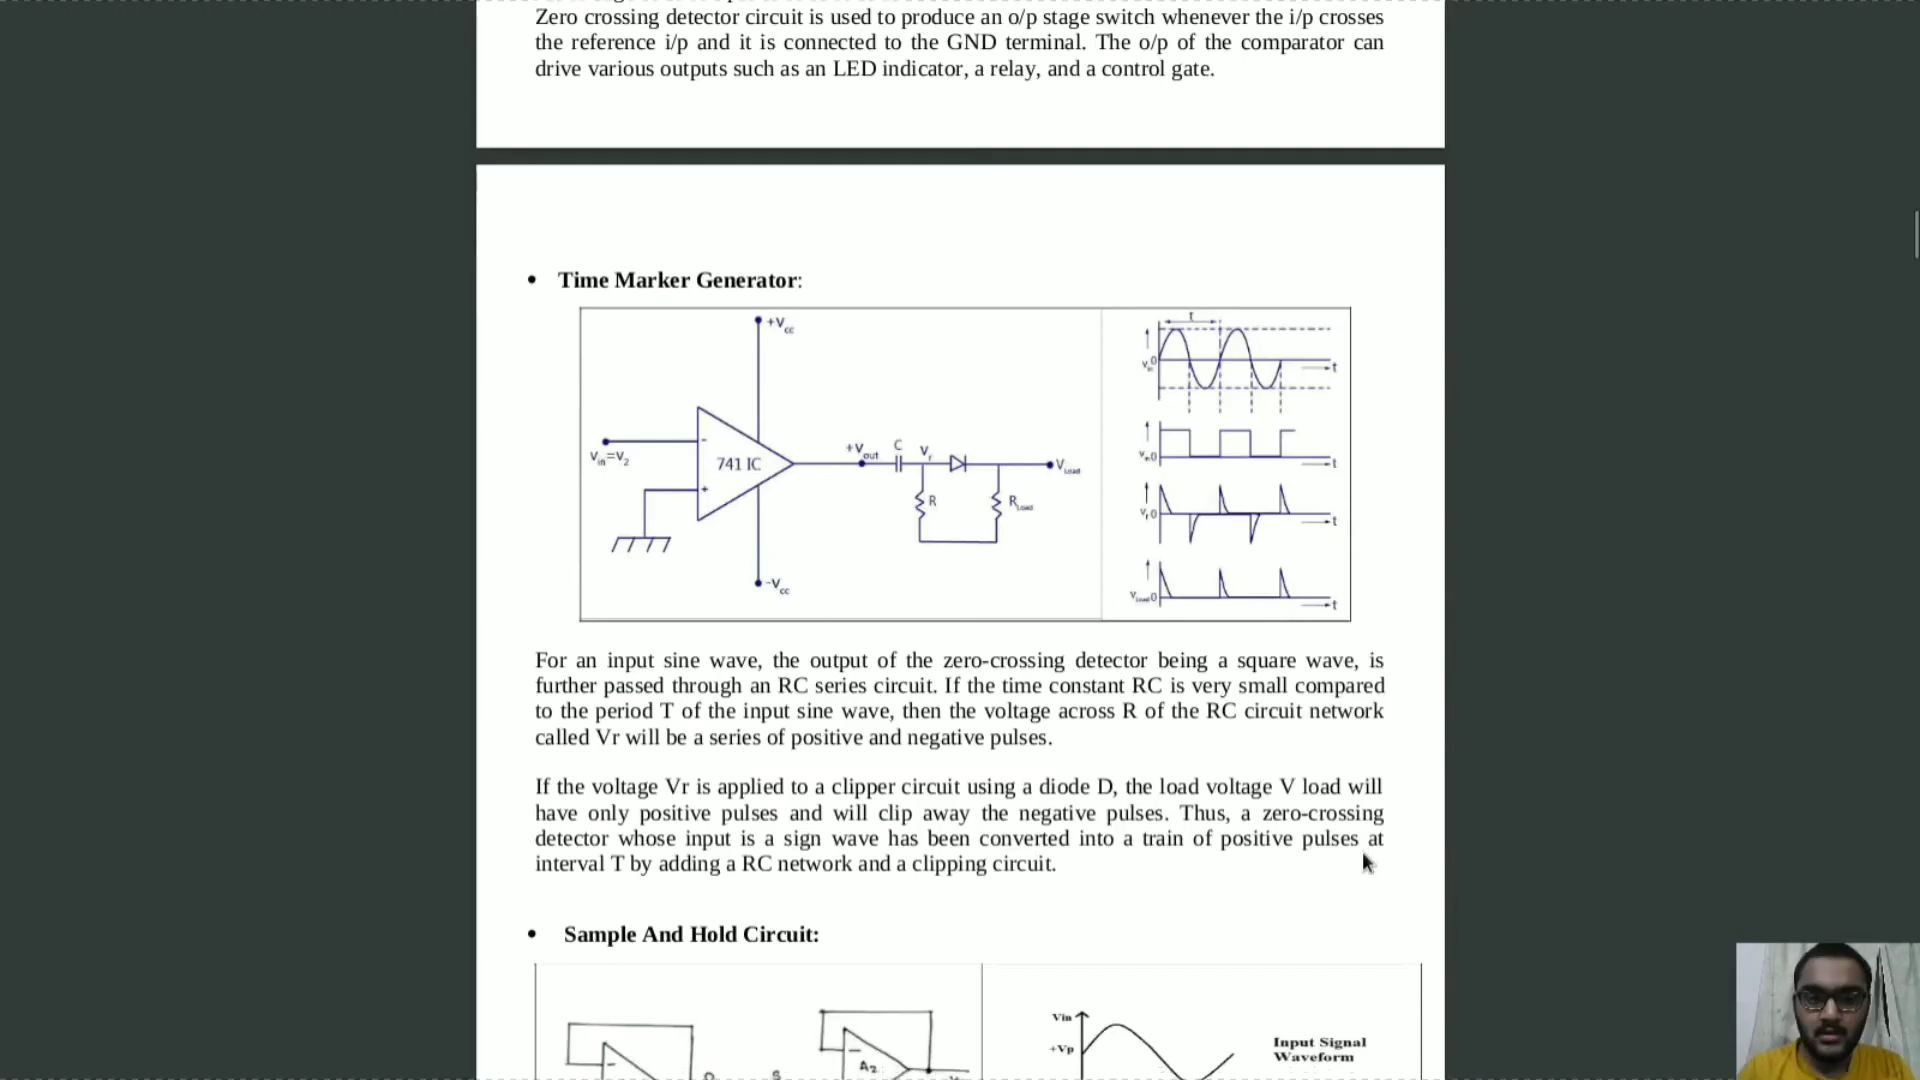 Zero crossing detector circuit is used to produce an o/p stage switch whenever the i/p crosses
the reference i/p and it is connected to the GND terminal. The o/p of the comparator can
drive various outputs such as an LED indicator, a relay, and a control gate.
• Time Marker Generator:
+Vcc
Vin=V2
-
741 IC
+
+Vout
C
Vr
R
RLoad
VLoad
-Vcc
t
Vin 0
t
0
t
Vr 0
t
VLoad 0
t
For an input sine wave, the output of the zero-crossing detector being a square wave, is
further passed through an RC series circuit. If the time constant RC is very small compared
to the period T of the input sine wave, then the voltage across R of the RC circuit network
called Vr will be a series of positive and negative pulses.
If the voltage Vr is applied to a clipper circuit using a diode D, the load voltage V load will
have only positive pulses and will clip away the negative pulses. Thus, a zero-crossing
detector whose input is a sign wave has been converted into a train of positive pulses at
interval T by adding a RC network and a clipping circuit.
• Sample And Hold Circuit:
A2
S
Vin
+Vp
Input Signal
Waveform